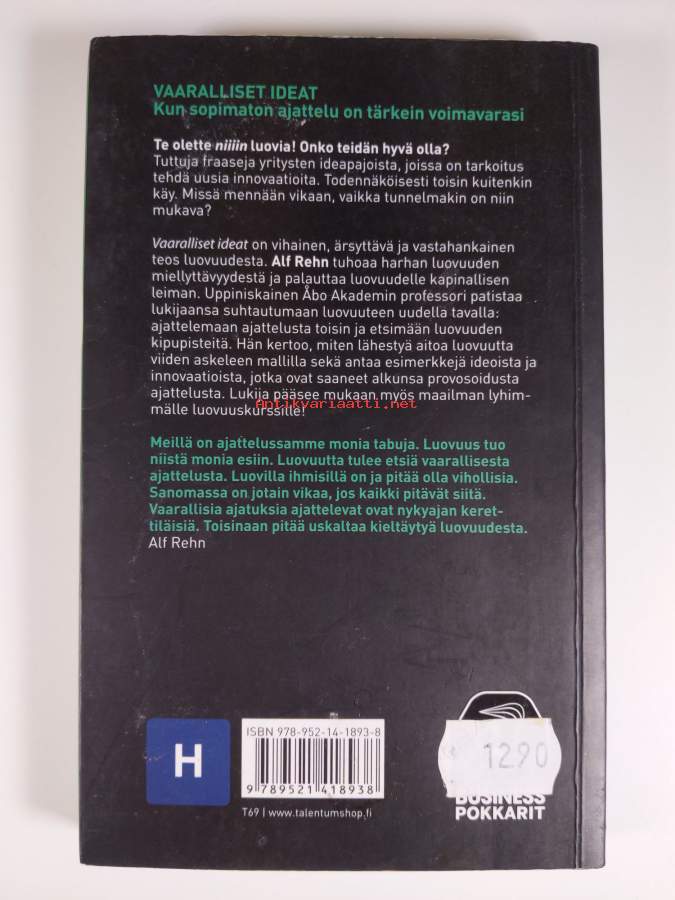 VAARALLISET IDEAT
Kun sopimaton ajattelu on tärkein voimavarasi
Te olette niiiin luovia! Onko teidän hyvä olla?
Tuttuja fraaseja yritysten ideapajoista, joissa on tarkoitus
tehdä uusia innovaatioita. Todennäköisesti toisin kuitenkin
käy. Missä mennään vikaan, vaikka tunnelmakin on niin
mukava?
Vaaralliset ideat on vihainen, ärsyttävä ja vastahankainen
teos luovuudesta. Alf Rehn tuhoaa harhan luovuuden
miellyttävyydestä ja palauttaa luovuudelle kapinallisen
leiman. Uppiniskainen Åbo Akademin professori patistaa
lukijaansa suhtautumaan luovuuteen uudella tavalla:
ajattelemaan ajattelusta toisin ja etsimään luovuuden
kipupisteitä. Hän kertoo, miten lähestyä aitoa luovuutta
viiden askeleen mallilla sekä antaa esimerkkejä ideoista ja
innovaatioista, jotka ovat saaneet alkunsa provosoidusta
ajattelusta. Lukija pääsee mukaan myös maailman lyhim-
antikvariaatti.net
mälle luovuuskurssille!
Meillä on ajattelussamme monia tabuja. Luovuus tuo
niistä monia esiin. Luovuutta tulee etsiä vaarallisesta
ajattelusta. Luovilla ihmisillä on ja pitää olla vihollisia.
Sanomassa on jotain vikaa, jos kaikki pitävät siitä.
Vaarallisia ajatuksia ajattelevat ovat nykyajan keret-
tiläisiä. Toisinaan pitää uskaltaa kieltäytyä luovuudesta.
Alf Rehn
H
ISBN 978-952-14-1893-8
9 789521 418938
T69 | www.talentumshop.fi
1290
BUSINESS
POKKARIT